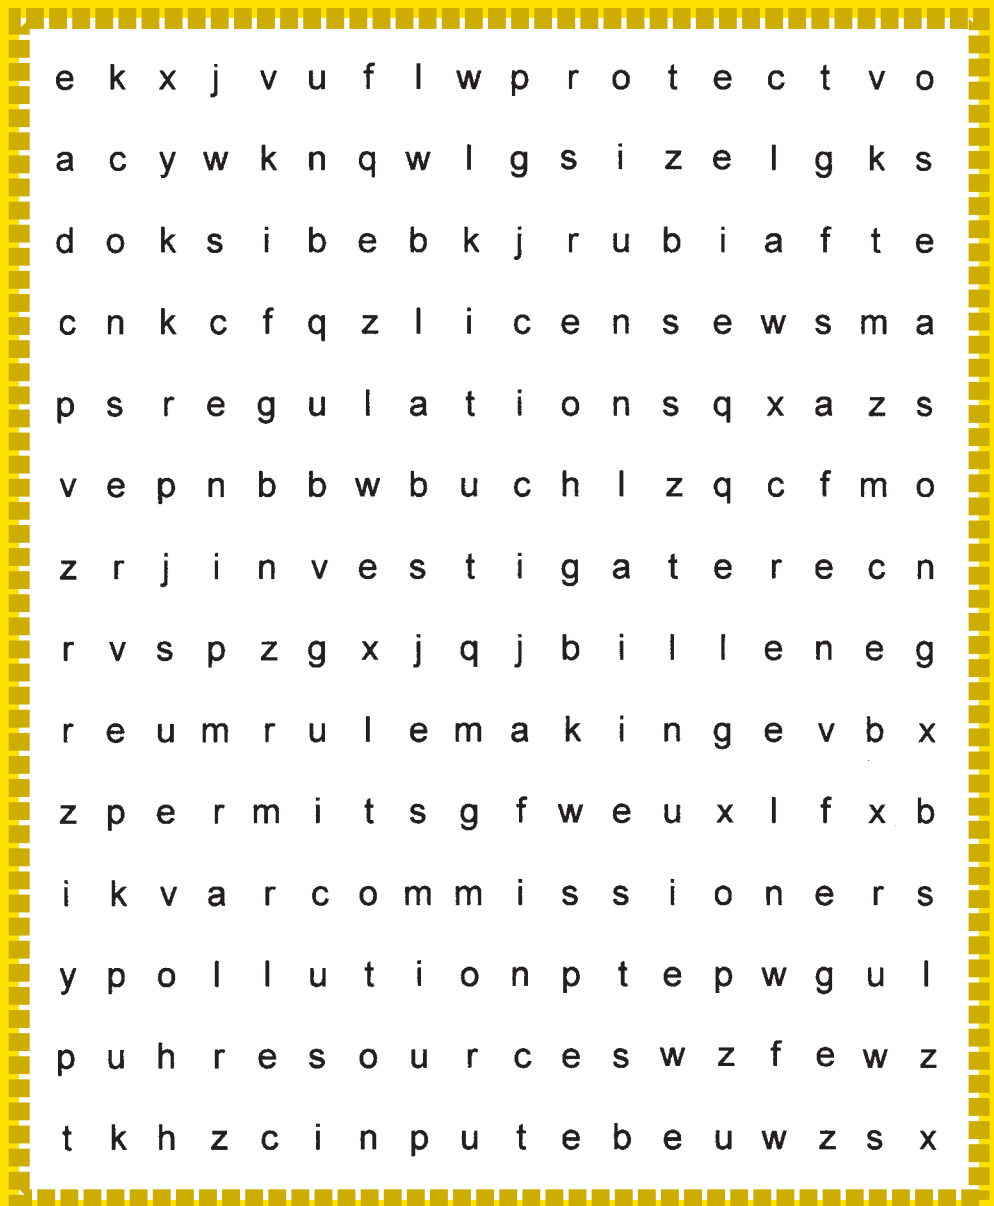 e k x j v u f l w p r o t e c t v o
a c y w k n q w l g s i z e l g k s
d o k s i b e b k j r u b i a f t e
c n k c f q z l i c e n s e w s m a
p s r e g u l a t i o n s q x a z s
v e p n b b w b u c h l z q c f m o
z r j i n v e s t i g a t e r e c n
r v s p z g x j q j b i l l e n e g
r e u m r u l e m a k i n g e v b x
z p e r m i t s g f w e u x l f x b
i k v a r c o m m i s s i o n e r s
y p o l l u t i o n p t e p w g u l
p u h r e s o u r c e s w z f e w z
t k h z c i n p u t e b e u w z s x